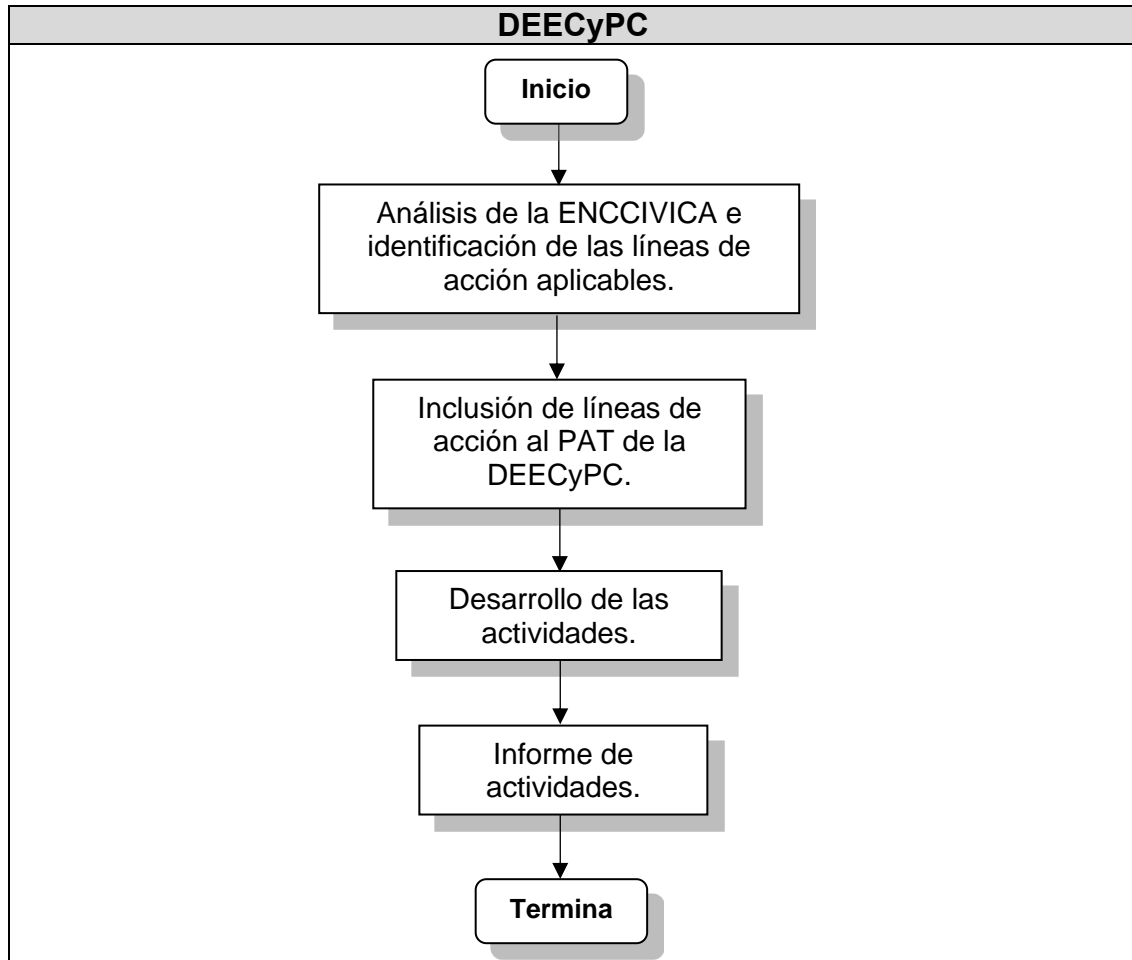 DEECyPC
Inicio
Análisis de la ENCCIVICA e
identificación de las líneas de
acción aplicables.
Inclusión de líneas de
acción al PAT de la
DEECyPC.
Desarrollo de las
actividades.
Informe de
actividades.
Termina